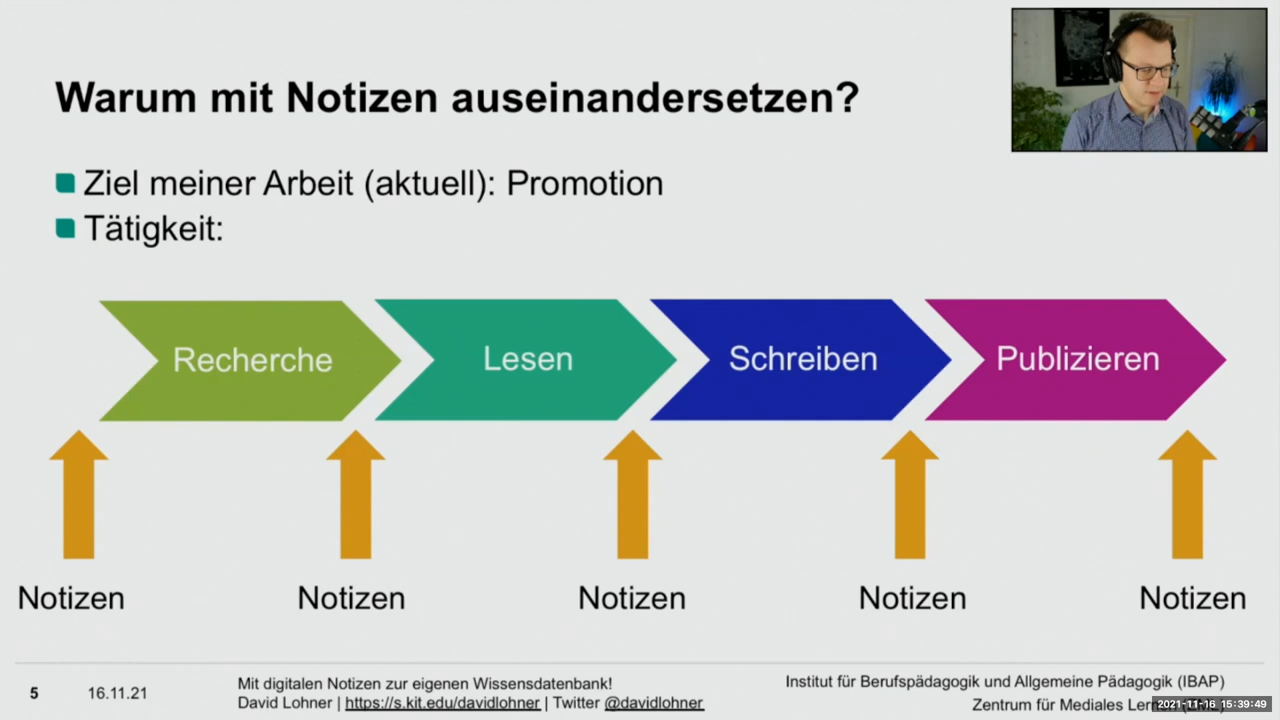 Warum mit Notizen auseinandersetzen?
Ziel meiner Arbeit (aktuell): Promotion
Tätigkeit:
Recherche
Lesen
Schreiben
Publizieren
Notizen
Notizen
Notizen
Notizen
Notizen
5
16.11.21
Mit digitalen Notizen zur eigenen Wissensdatenbank!
David Lohner | https://s.kit.edu/davidlohner | Twitter @davidlohner
Institut für Berufspädagogik und Allgemeine Pädagogik (IBAP)
Zentrum für Mediales Lernen (ZML)
2021-11-16 15:39:49